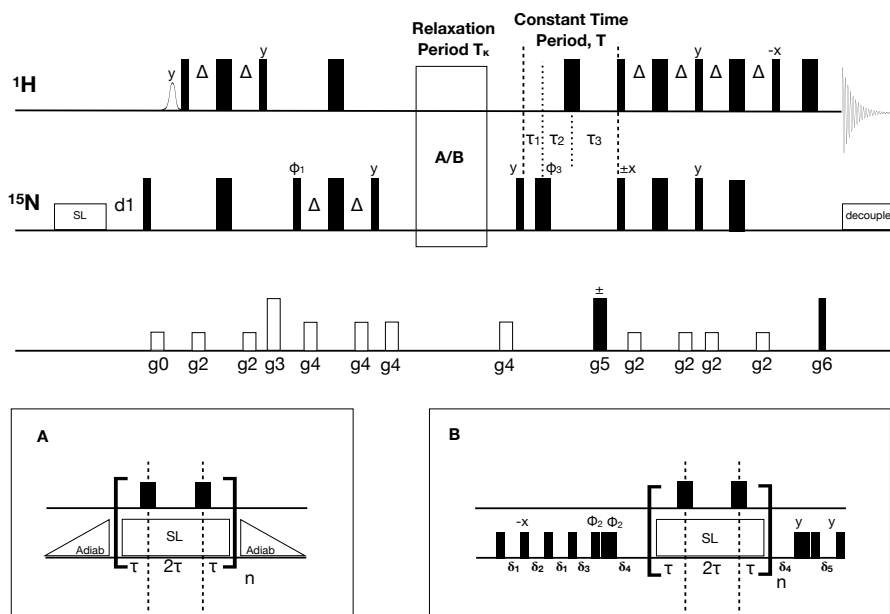 Relaxation Period Tκ
Constant Time Period, T
y Δ Δ y y -x
¹H Δ Δ Δ Δ
A/B τ₁ τ₂ τ₃
ϕ₁ y y ϕ₃ ±x y
¹⁵N SL d1 Δ Δ decouple
±
g0 g2 g2 g3 g4 g4 g4 g4 g5 g2 g2 g2 g2 g6
A
Adiab SL Adiab
τ 2τ τ n
B
-x Φ₂ Φ₂ SL y y
δ₁ δ₂ δ₁ δ₃ δ₄ τ 2τ τ δ₄ δ₅
n